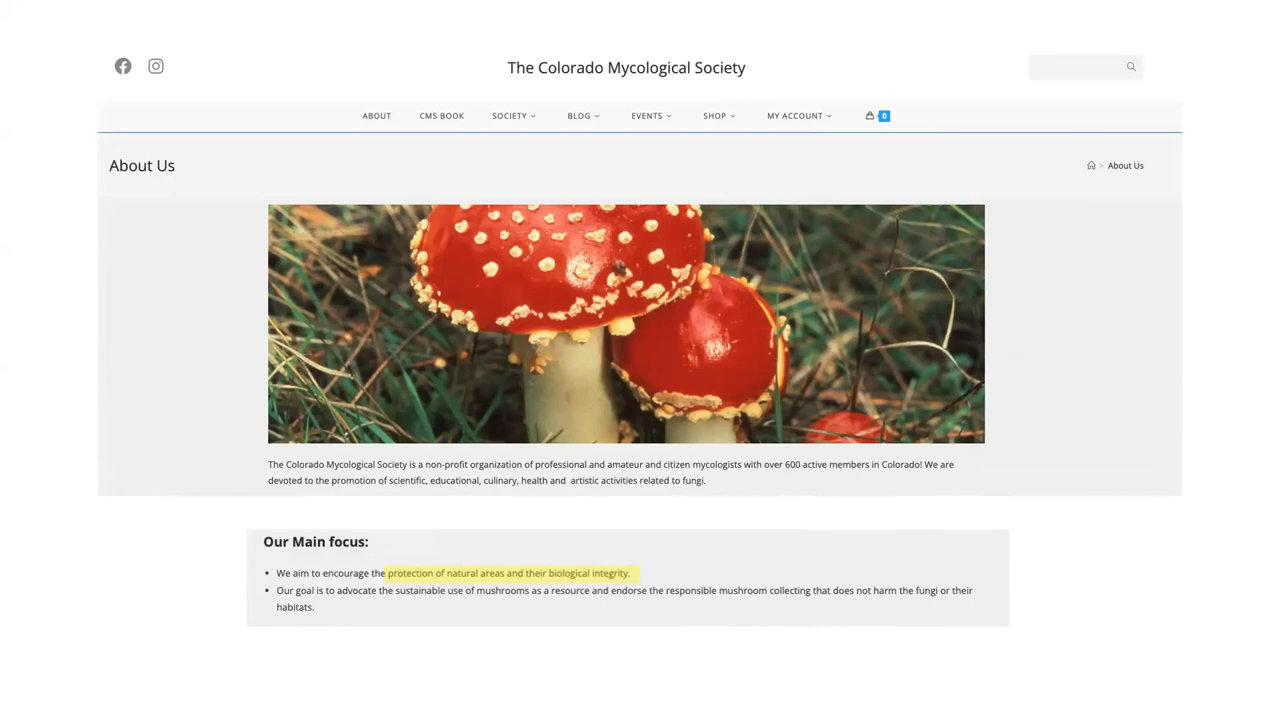 The Colorado Mycological Society
ABOUT CMS BOOK SOCIETY BLOG EVENTS SHOP MY ACCOUNT 0
About Us > About Us
The Colorado Mycological Society is a non-profit organization of professional and amateur and citizen mycologists with over 600 active members in Colorado! We are
devoted to the promotion of scientific, educational, culinary, health and artistic activities related to fungi.
Our Main focus:
• We aim to encourage the protection of natural areas and their biological integrity.
• Our goal is to advocate the sustainable use of mushrooms as a resource and endorse the responsible mushroom collecting that does not harm the fungi or their
habitats.